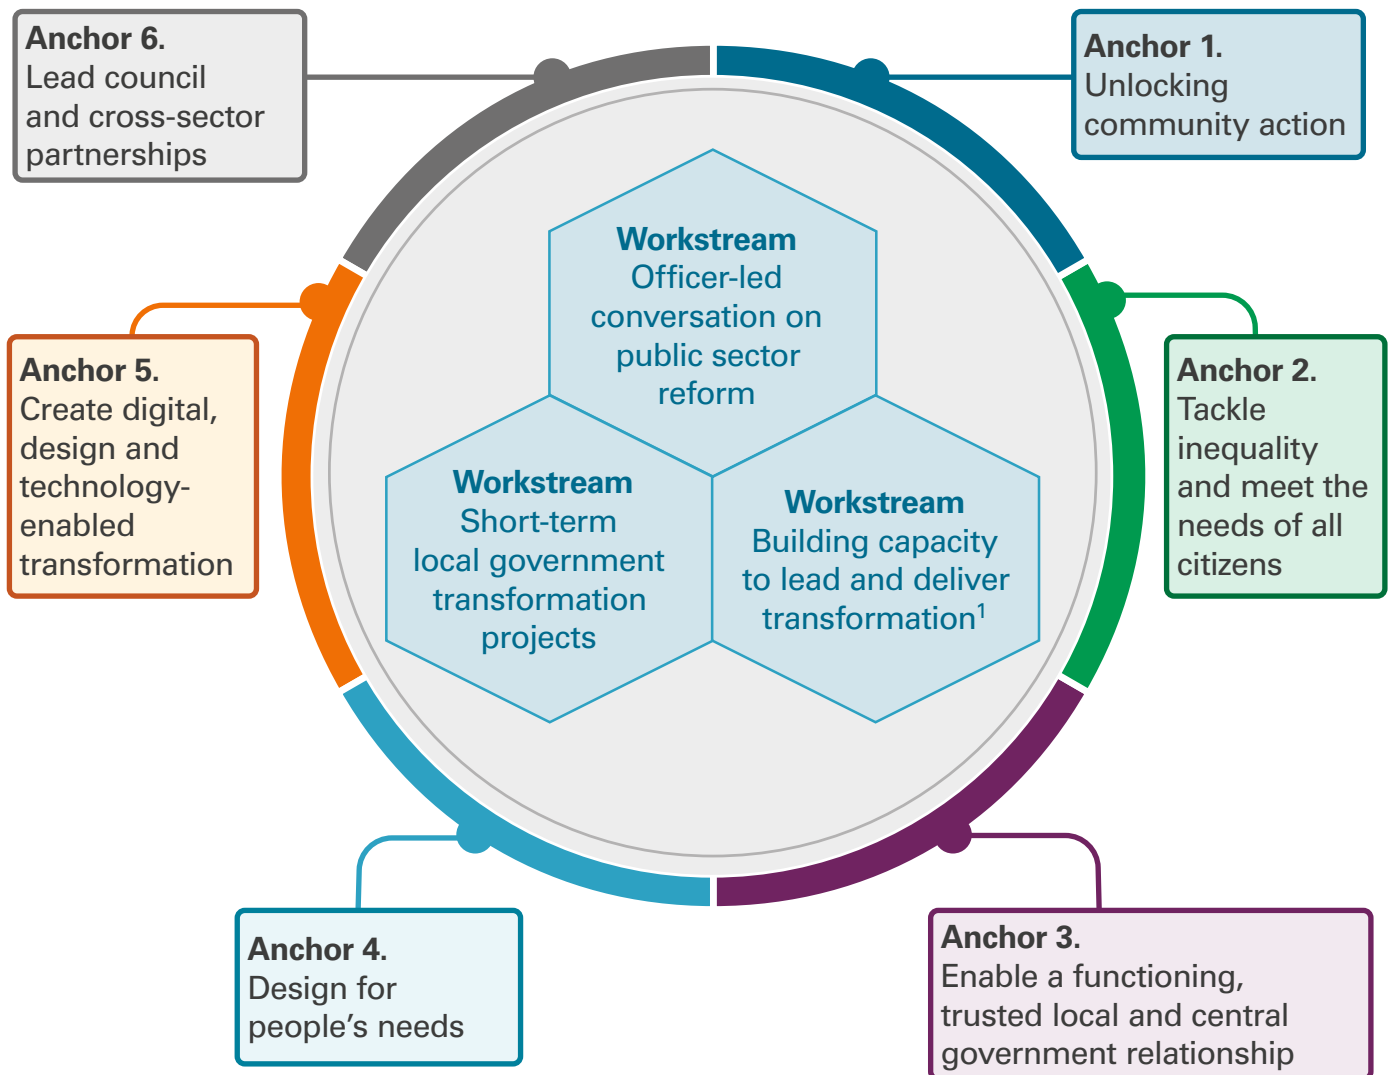 Anchor 6.
Lead council
and cross-sector
partnerships
Anchor 1.
Unlocking
community action
Workstream
Officer-led
conversation on
public sector
reform
Anchor 5.
Create digital,
design and
technology-
enabled
transformation
Anchor 2.
Tackle
inequality
and meet the
needs of all
citizens
Workstream
Short-term
local government
transformation
projects
Workstream
Building capacity
to lead and deliver
transformation¹
Anchor 4.
Design for
people’s needs
Anchor 3.
Enable a functioning,
trusted local and central
government relationship